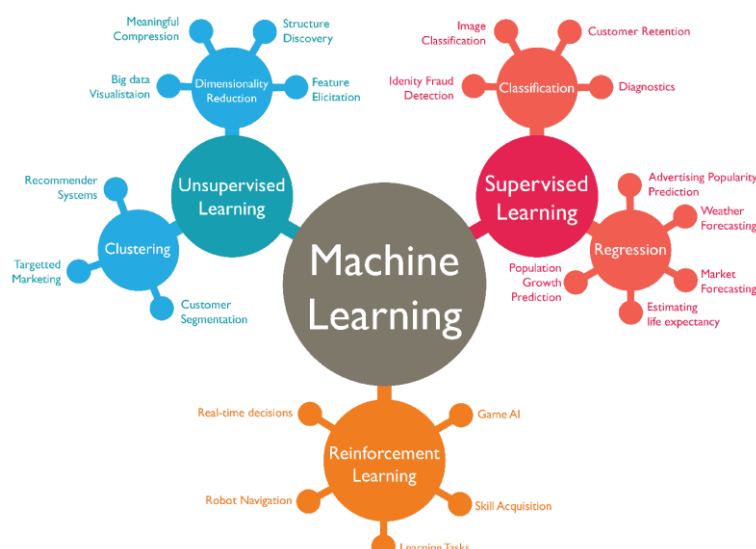 Meaningful
Compression
Structure
Discovery
Big data
Visualistaion
Dimensionality
Reduction
Feature
Elicitation
Unsupervised
Learning
Recommender
Systems
Clustering
Targetted
Marketing
Customer
Segmentation
Machine
Learning
Image
Classification
Customer Retention
Idenity Fraud
Detection
Classification
Diagnostics
Supervised
Learning
Advertising Popularity
Prediction
Weather
Forecasting
Regression
Population
Growth
Prediction
Market
Forecasting
Estimating
life expectancy
Real-time decisions
Game AI
Reinforcement
Learning
Robot Navigation
Skill Acquisition
Learning Tasks